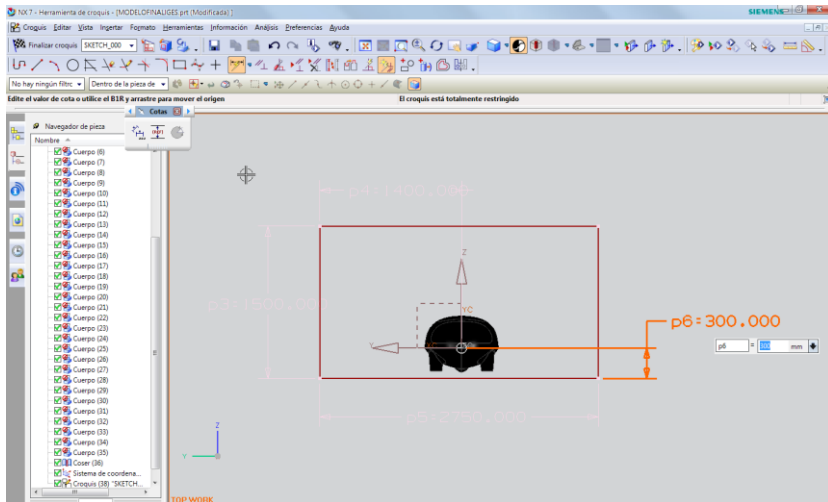 NX 7 - Herramienta de croquis - [MODELOFINALIGES.prt (Modificada) ]
SIEMENS
Croquis Editar Vista Insertar Formato Herramientas Información Análisis Preferencias Ayuda
Finalizar croquis SKETCH_000
No hay ningún filtrc Dentro de la pieza de
Edite el valor de cota o utilice el B1R y arrastre para mover el origen
El croquis está totalmente restringido
Cotas
Navegador de pieza
Nombre
Cuerpo (6)
Cuerpo (7)
Cuerpo (8)
Cuerpo (9)
Cuerpo (10)
Cuerpo (11)
Cuerpo (12)
Cuerpo (13)
Cuerpo (14)
Cuerpo (15)
Cuerpo (16)
Cuerpo (17)
Cuerpo (18)
Cuerpo (19)
Cuerpo (20)
Cuerpo (21)
Cuerpo (22)
Cuerpo (23)
Cuerpo (24)
Cuerpo (25)
Cuerpo (26)
Cuerpo (27)
Cuerpo (28)
Cuerpo (29)
Cuerpo (30)
Cuerpo (31)
Cuerpo (32)
Cuerpo (33)
Cuerpo (34)
Cuerpo (35)
Coser (36)
Sistema de coordena...
Croquis (38) "SKETCH...
Z
YC
Y
p6=300.000
p6 = 300 mm
Z
Y
TOP WORK